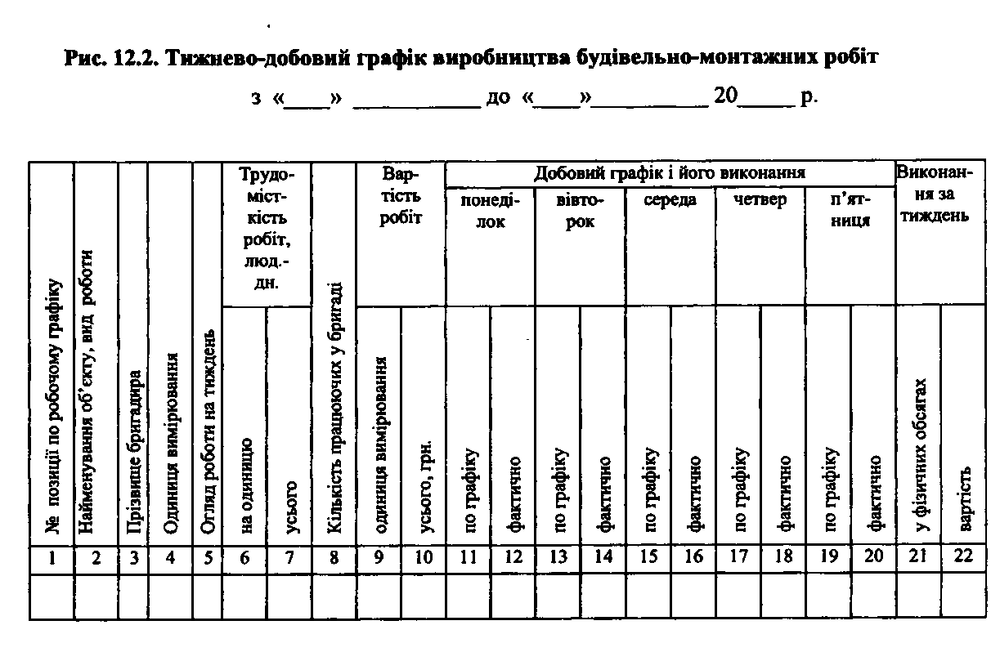 Рис. 12.2. Тижнево-добовий графік виробництва будівельно-монтажних робіт
з «____» ___________ до «____»__________ 20_____ р.
№ позиції по робочому графіку
Найменування об'єкту, вид роботи
Прізвище бригадира
Одиниця вимірювання
Огляд роботи на тиждень
Трудо-
міст-
кість
робіт,
люд.-
дн.
на одиницю
усього
Кількість працюючих у бригаді
Вар-
тість
робіт
одиниця вимірювання
усього, грн.
Добовий графік і його виконання
понеді-
лок
вівто-
рок
середа
четвер
п'ят-
ниця
по графіку
фактично
по графіку
фактично
по графіку
фактично
по графіку
фактично
по графіку
фактично
Виконан-
ня за
тиждень
у фізичних обсягах
вартість
1 2 3 4 5 6 7 8 9 10 11 12 13 14 15 16 17 18 19 20 21 22